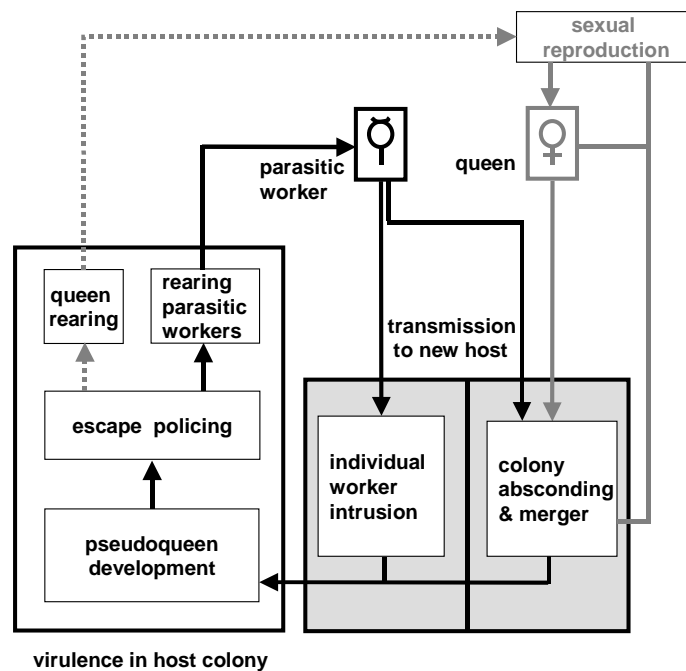 sexual
reproduction
parasitic
worker
queen
queen
rearing
rearing
parasitic
workers
transmission
to new host
escape policing
individual
worker
intrusion
colony
absconding
& merger
pseudoqueen
development
virulence in host colony